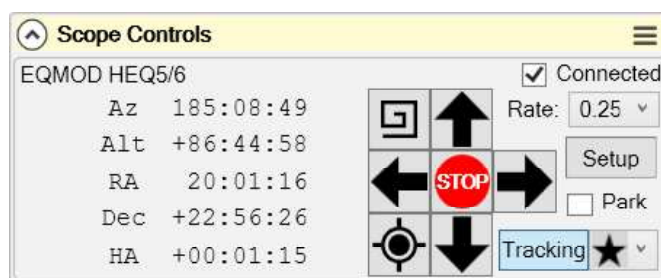 Scope Controls
EQMOD HEQ5/6
Connected
Az 185:08:49
Rate: 0.25
Alt +86:44:58
Setup
RA 20:01:16
STOP
Park
Dec +22:56:26
HA +00:01:15
Tracking